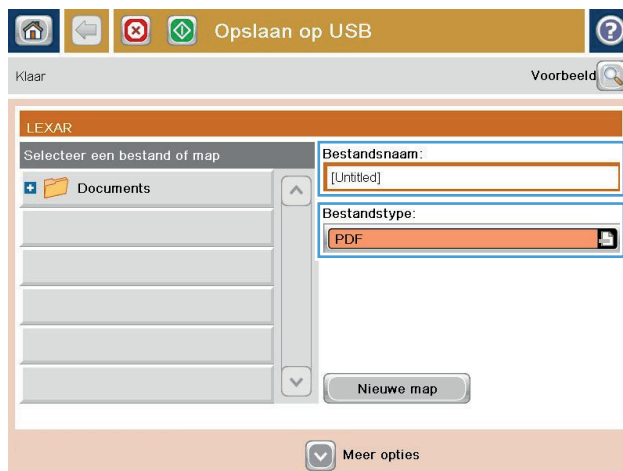 Opslaan op USB
Klaar
Voorbeeld
LEXAR
Selecteer een bestand of map
Documents
Bestandsnaam:
[Untitled]
Bestandstype:
PDF
Nieuwe map
Meer opties